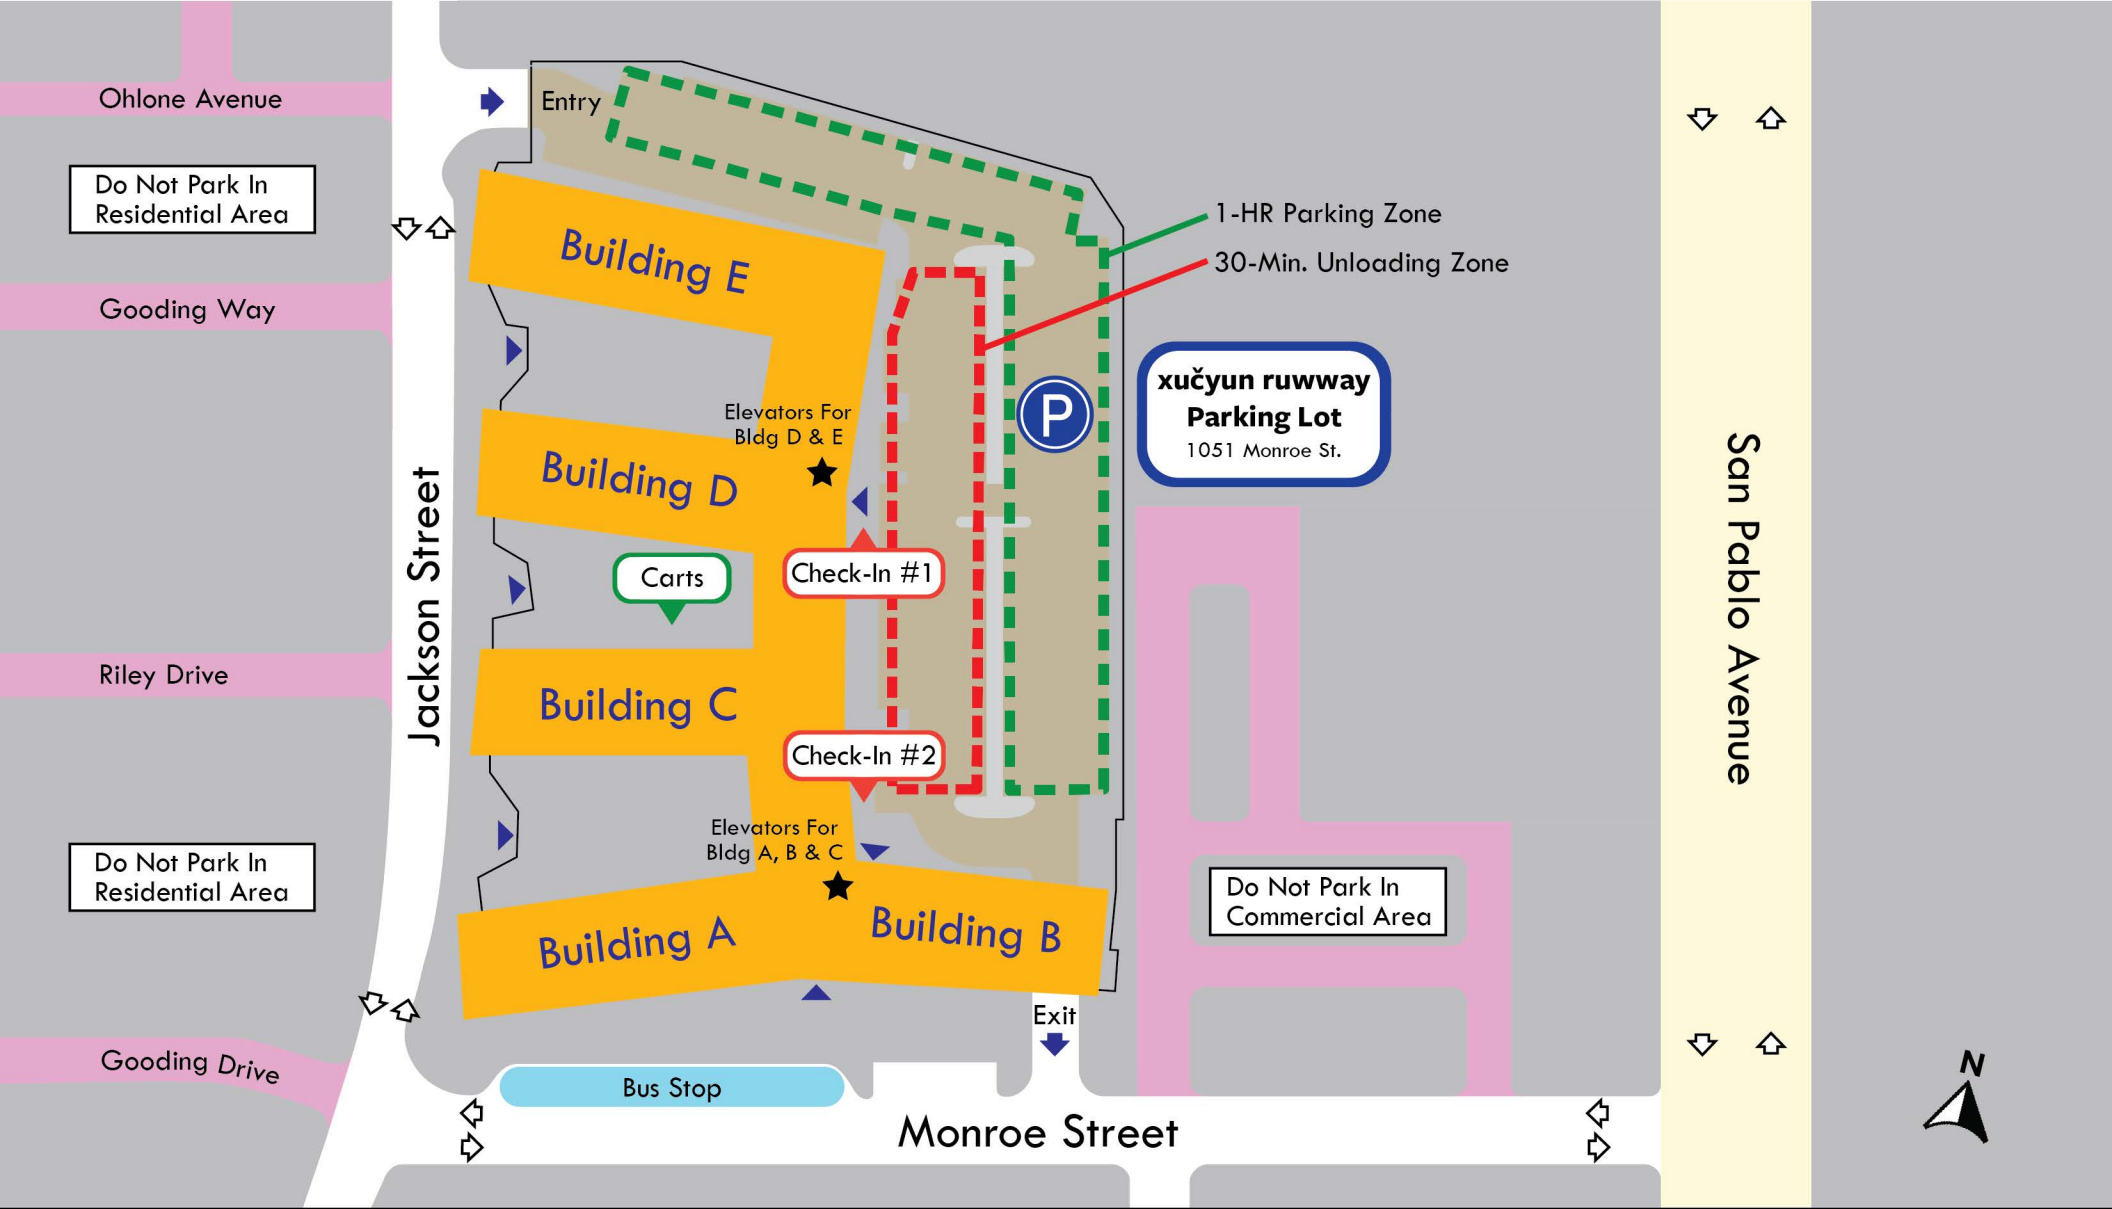 Ohlone Avenue
Entry
Do Not Park In
Residential Area
1-HR Parking Zone
30-Min. Unloading Zone
Building E
Gooding Way
xučyun ruwway
Parking Lot
1051 Monroe St.
P
Elevators For
Bldg D & E
Building D
Jackson Street
San Pablo Avenue
Carts
Check-In #1
Riley Drive
Building C
Check-In #2
Elevators For
Bldg A, B & C
Do Not Park In
Residential Area
Do Not Park In
Commercial Area
Building A
Building B
Exit
Gooding Drive
Bus Stop
Monroe Street
N